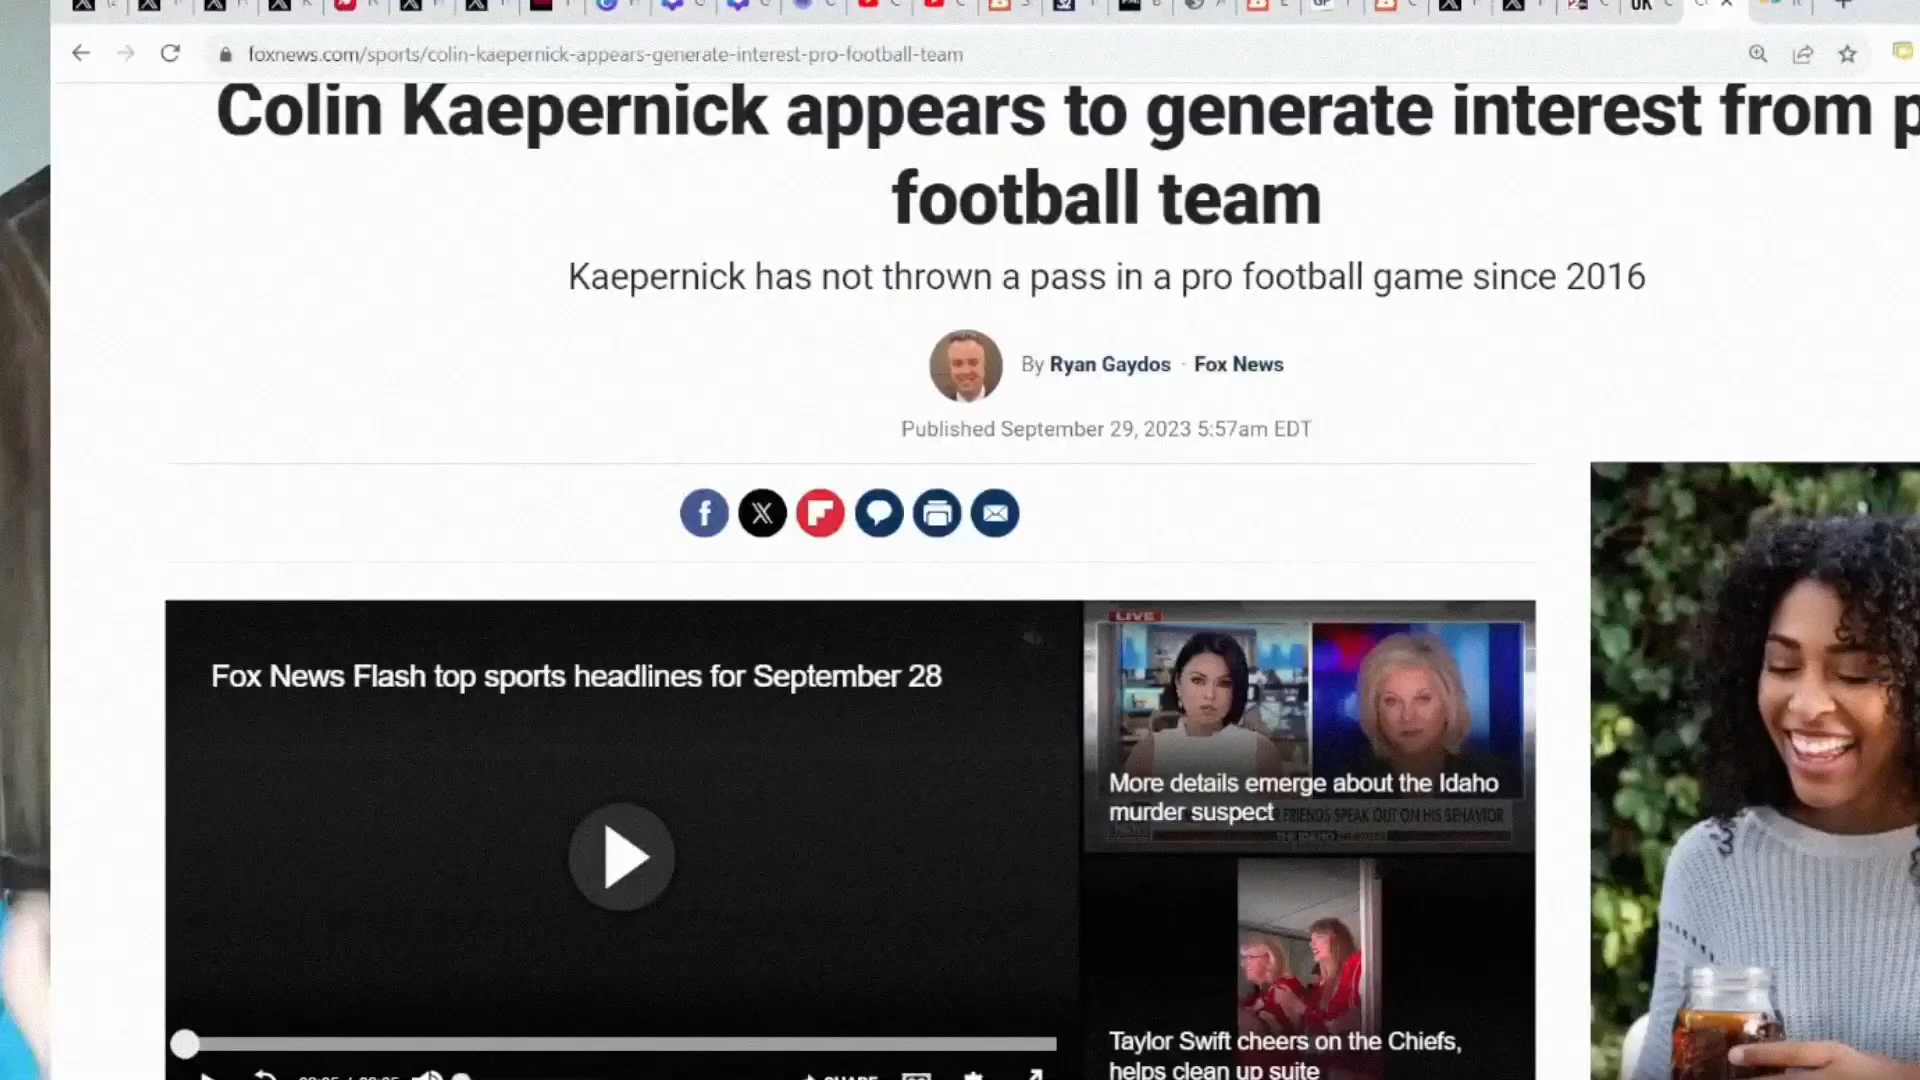 foxnews.com/sports/colin-kaepernick-appears-generate-interest-pro-football-team
Colin Kaepernick appears to generate interest from p
football team
Kaepernick has not thrown a pass in a pro football game since 2016
By Ryan Gaydos · Fox News
Published September 29, 2023 5:57am EDT
Fox News Flash top sports headlines for September 28
LIVE
More details emerge about the Idaho
murder suspect
FRIENDS SPEAK OUT ON HIS BEHAVIOR
Taylor Swift cheers on the Chiefs,
helps clean up suite
SHARE